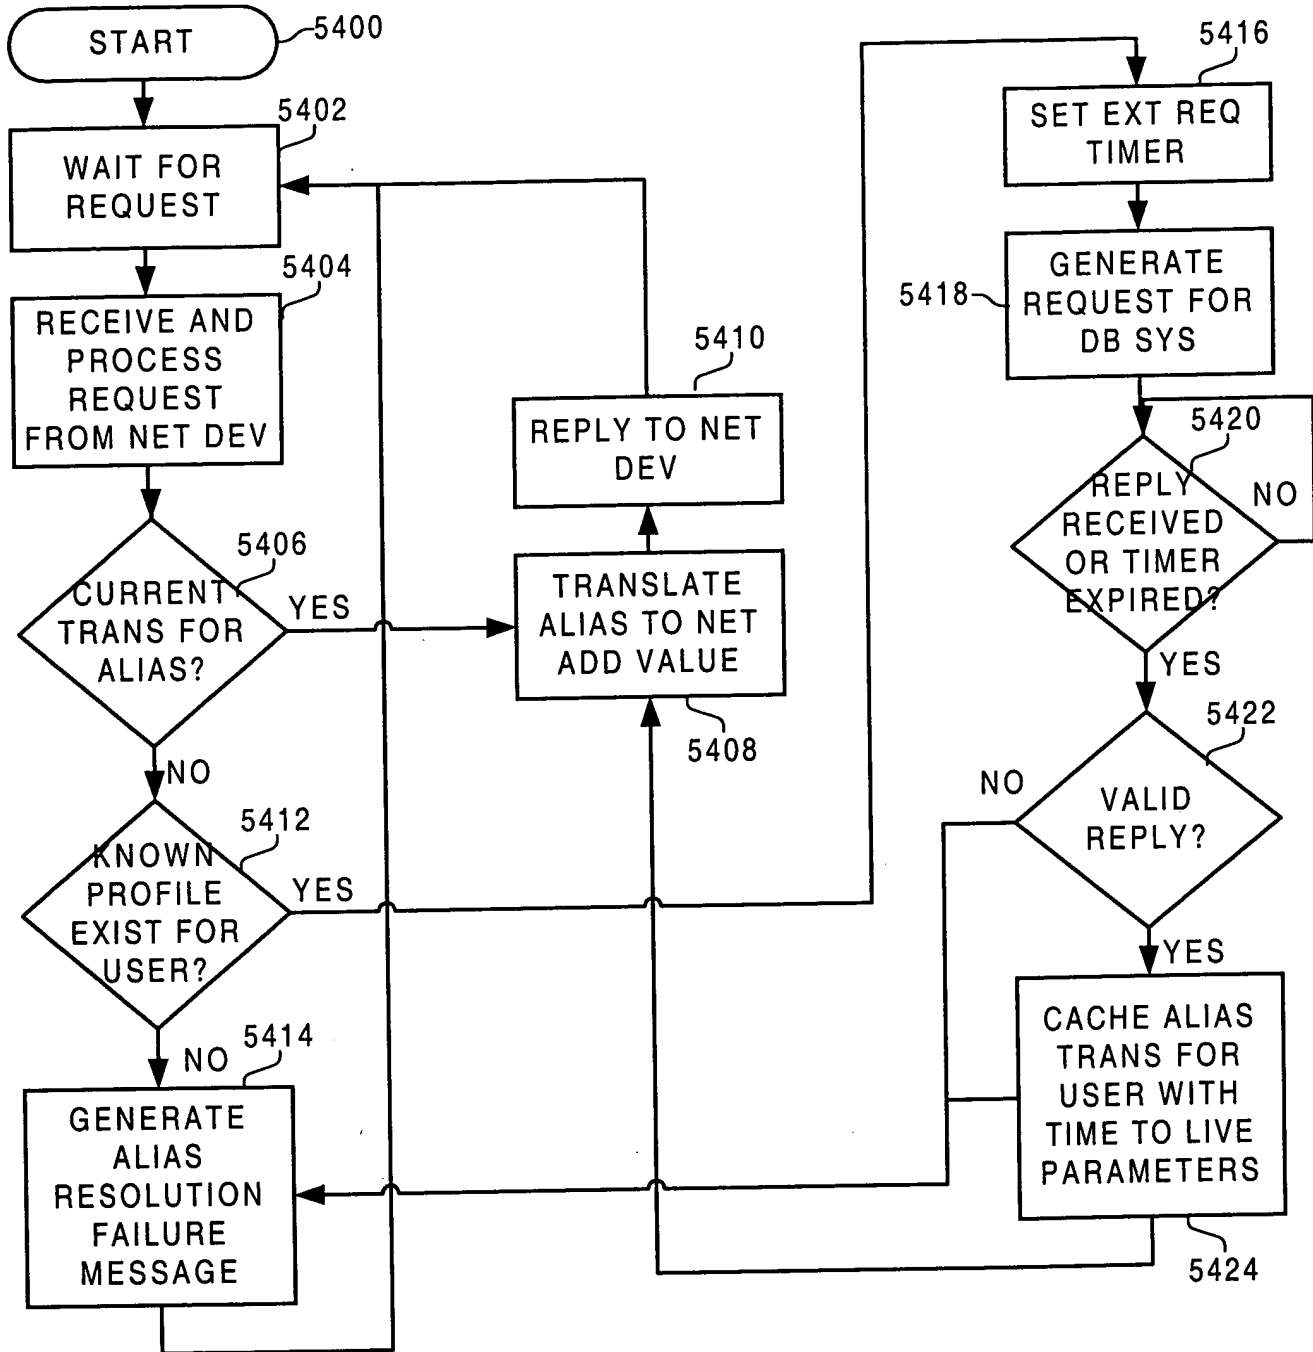 START
5400
5402
WAIT FOR
REQUEST
5404
RECEIVE AND
PROCESS
REQUEST
FROM NET DEV
5406
CURRENT
TRANS FOR
ALIAS?
YES
NO
5412
KNOWN
PROFILE
EXIST FOR
USER?
YES
NO
5414
GENERATE
ALIAS
RESOLUTION
FAILURE
MESSAGE
5410
REPLY TO NET
DEV
TRANSLATE
ALIAS TO NET
ADD VALUE
5408
5416
SET EXT REQ
TIMER
5418
GENERATE
REQUEST FOR
DB SYS
5420
REPLY
RECEIVED
OR TIMER
EXPIRED?
NO
YES
5422
VALID
REPLY?
NO
YES
CACHE ALIAS
TRANS FOR
USER WITH
TIME TO LIVE
PARAMETERS
5424